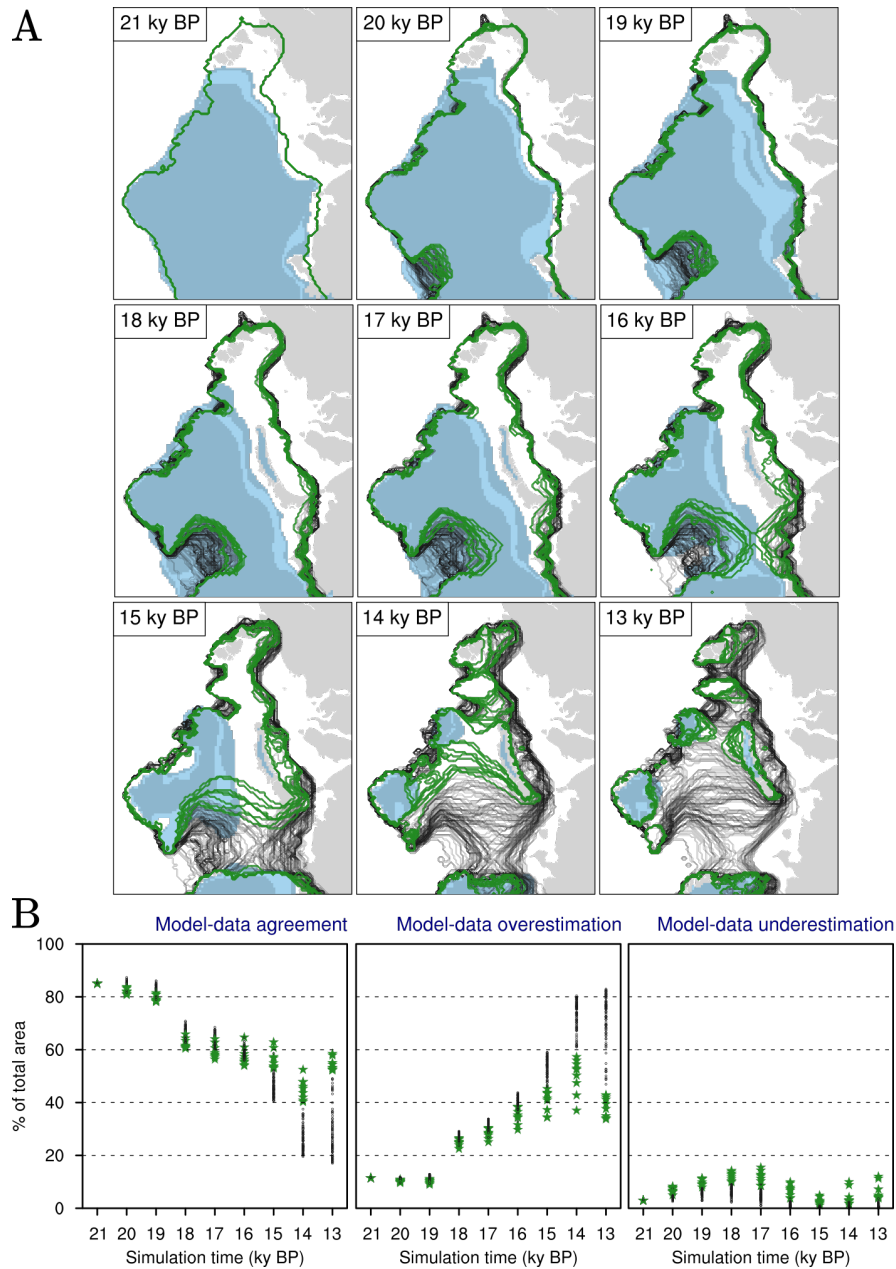 A
21 ky BP
20 ky BP
19 ky BP
18 ky BP
17 ky BP
16 ky BP
15 ky BP
14 ky BP
13 ky BP
B
Model-data agreement
Model-data overestimation
Model-data underestimation
% of total area
100
80
60
40
20
0
21 20 19 18 17 16 15 14 13
21 20 19 18 17 16 15 14 13
21 20 19 18 17 16 15 14 13
Simulation time (ky BP)
Simulation time (ky BP)
Simulation time (ky BP)